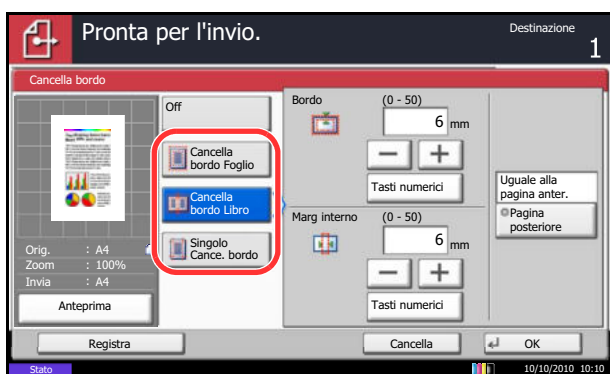 Pronta per l'invio.
Destinazione
1
Cancella bordo
Off
Cancella
bordo Foglio
Cancella
bordo Libro
Singolo
Cance. bordo
Bordo
(0 - 50)
6 mm
Tasti numerici
Marg interno
(0 - 50)
6 mm
Tasti numerici
Uguale alla
pagina anter.
Pagina
posteriore
Orig. : A4
Zoom : 100%
Invia : A4
Anteprima
Registra
Cancella
OK
Stato
10/10/2010 10:10